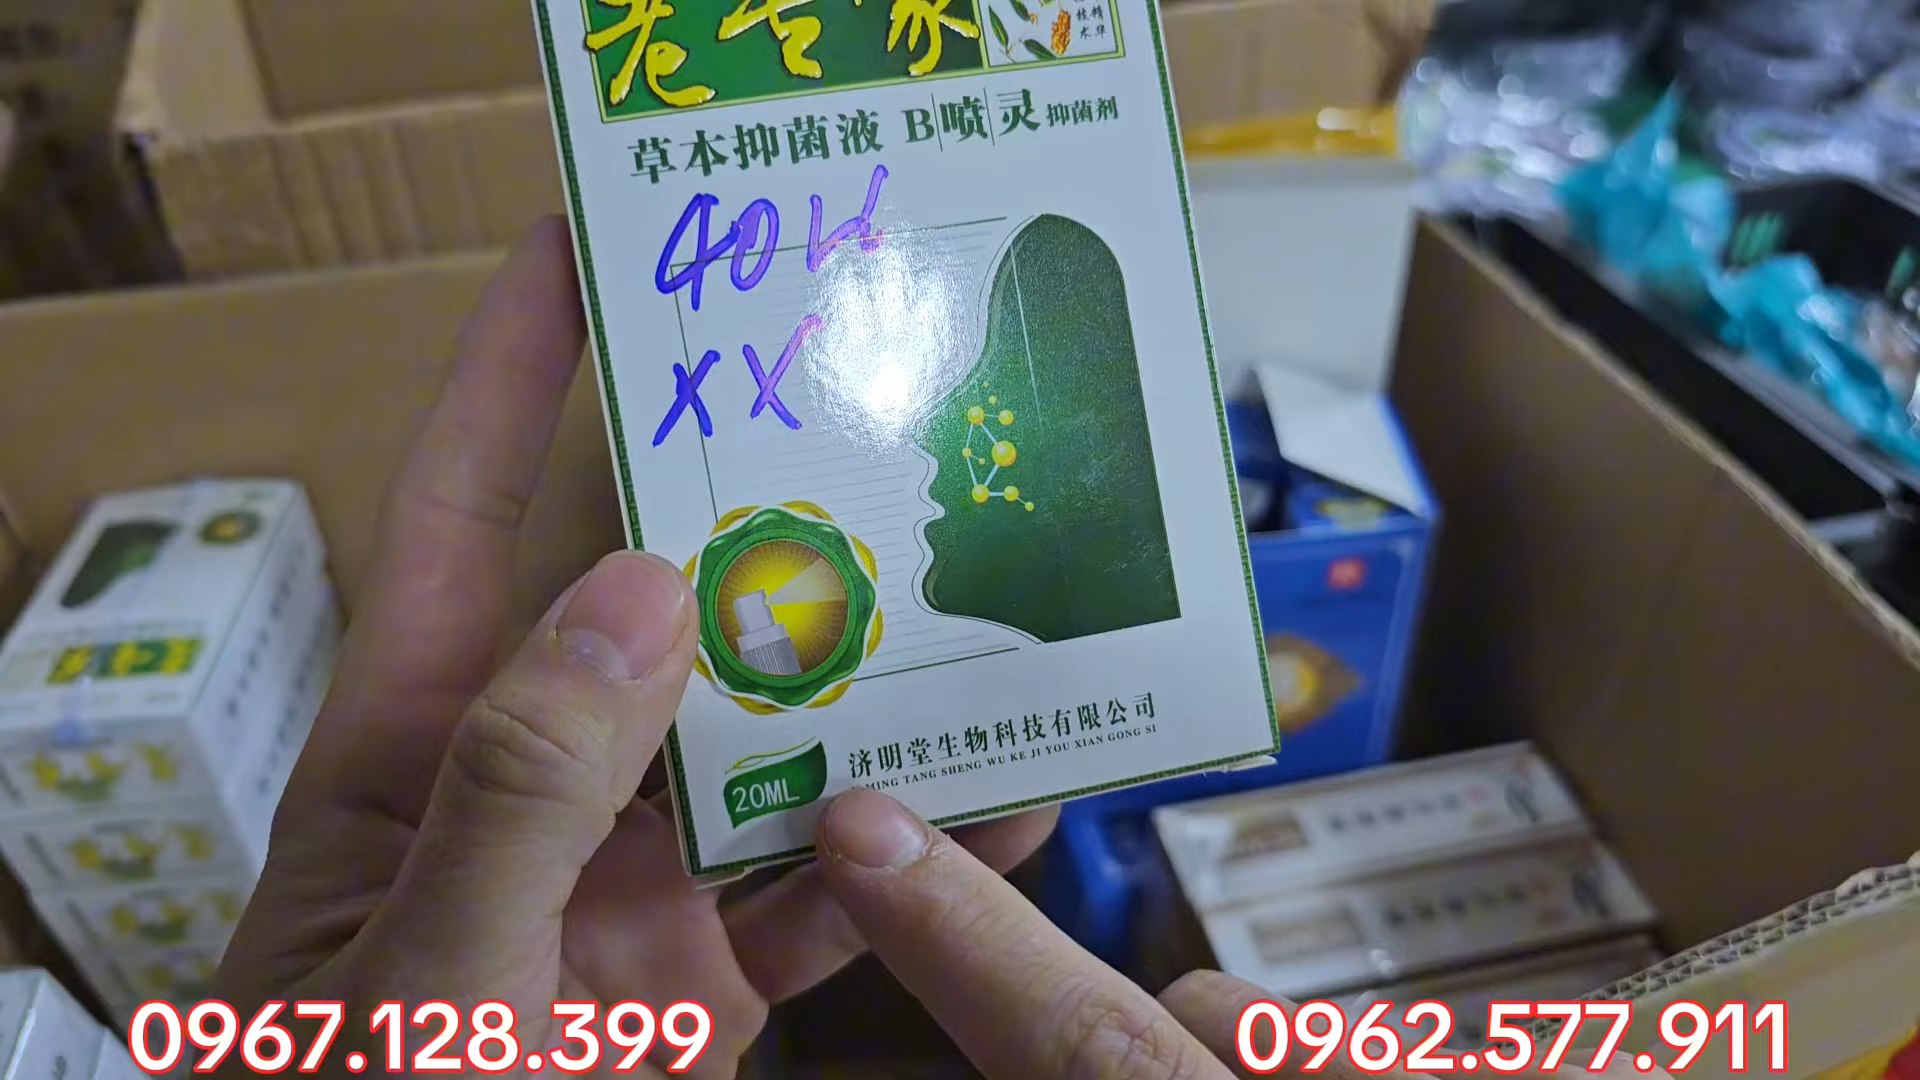 老专家
草本抑菌液 B喷灵 抑菌剂
40H
XX
20ML
济明堂生物科技有限公司
MING TANG SHENG WU KE JI YOU XIAN GONG SI
0967.128.399
0962.577.911